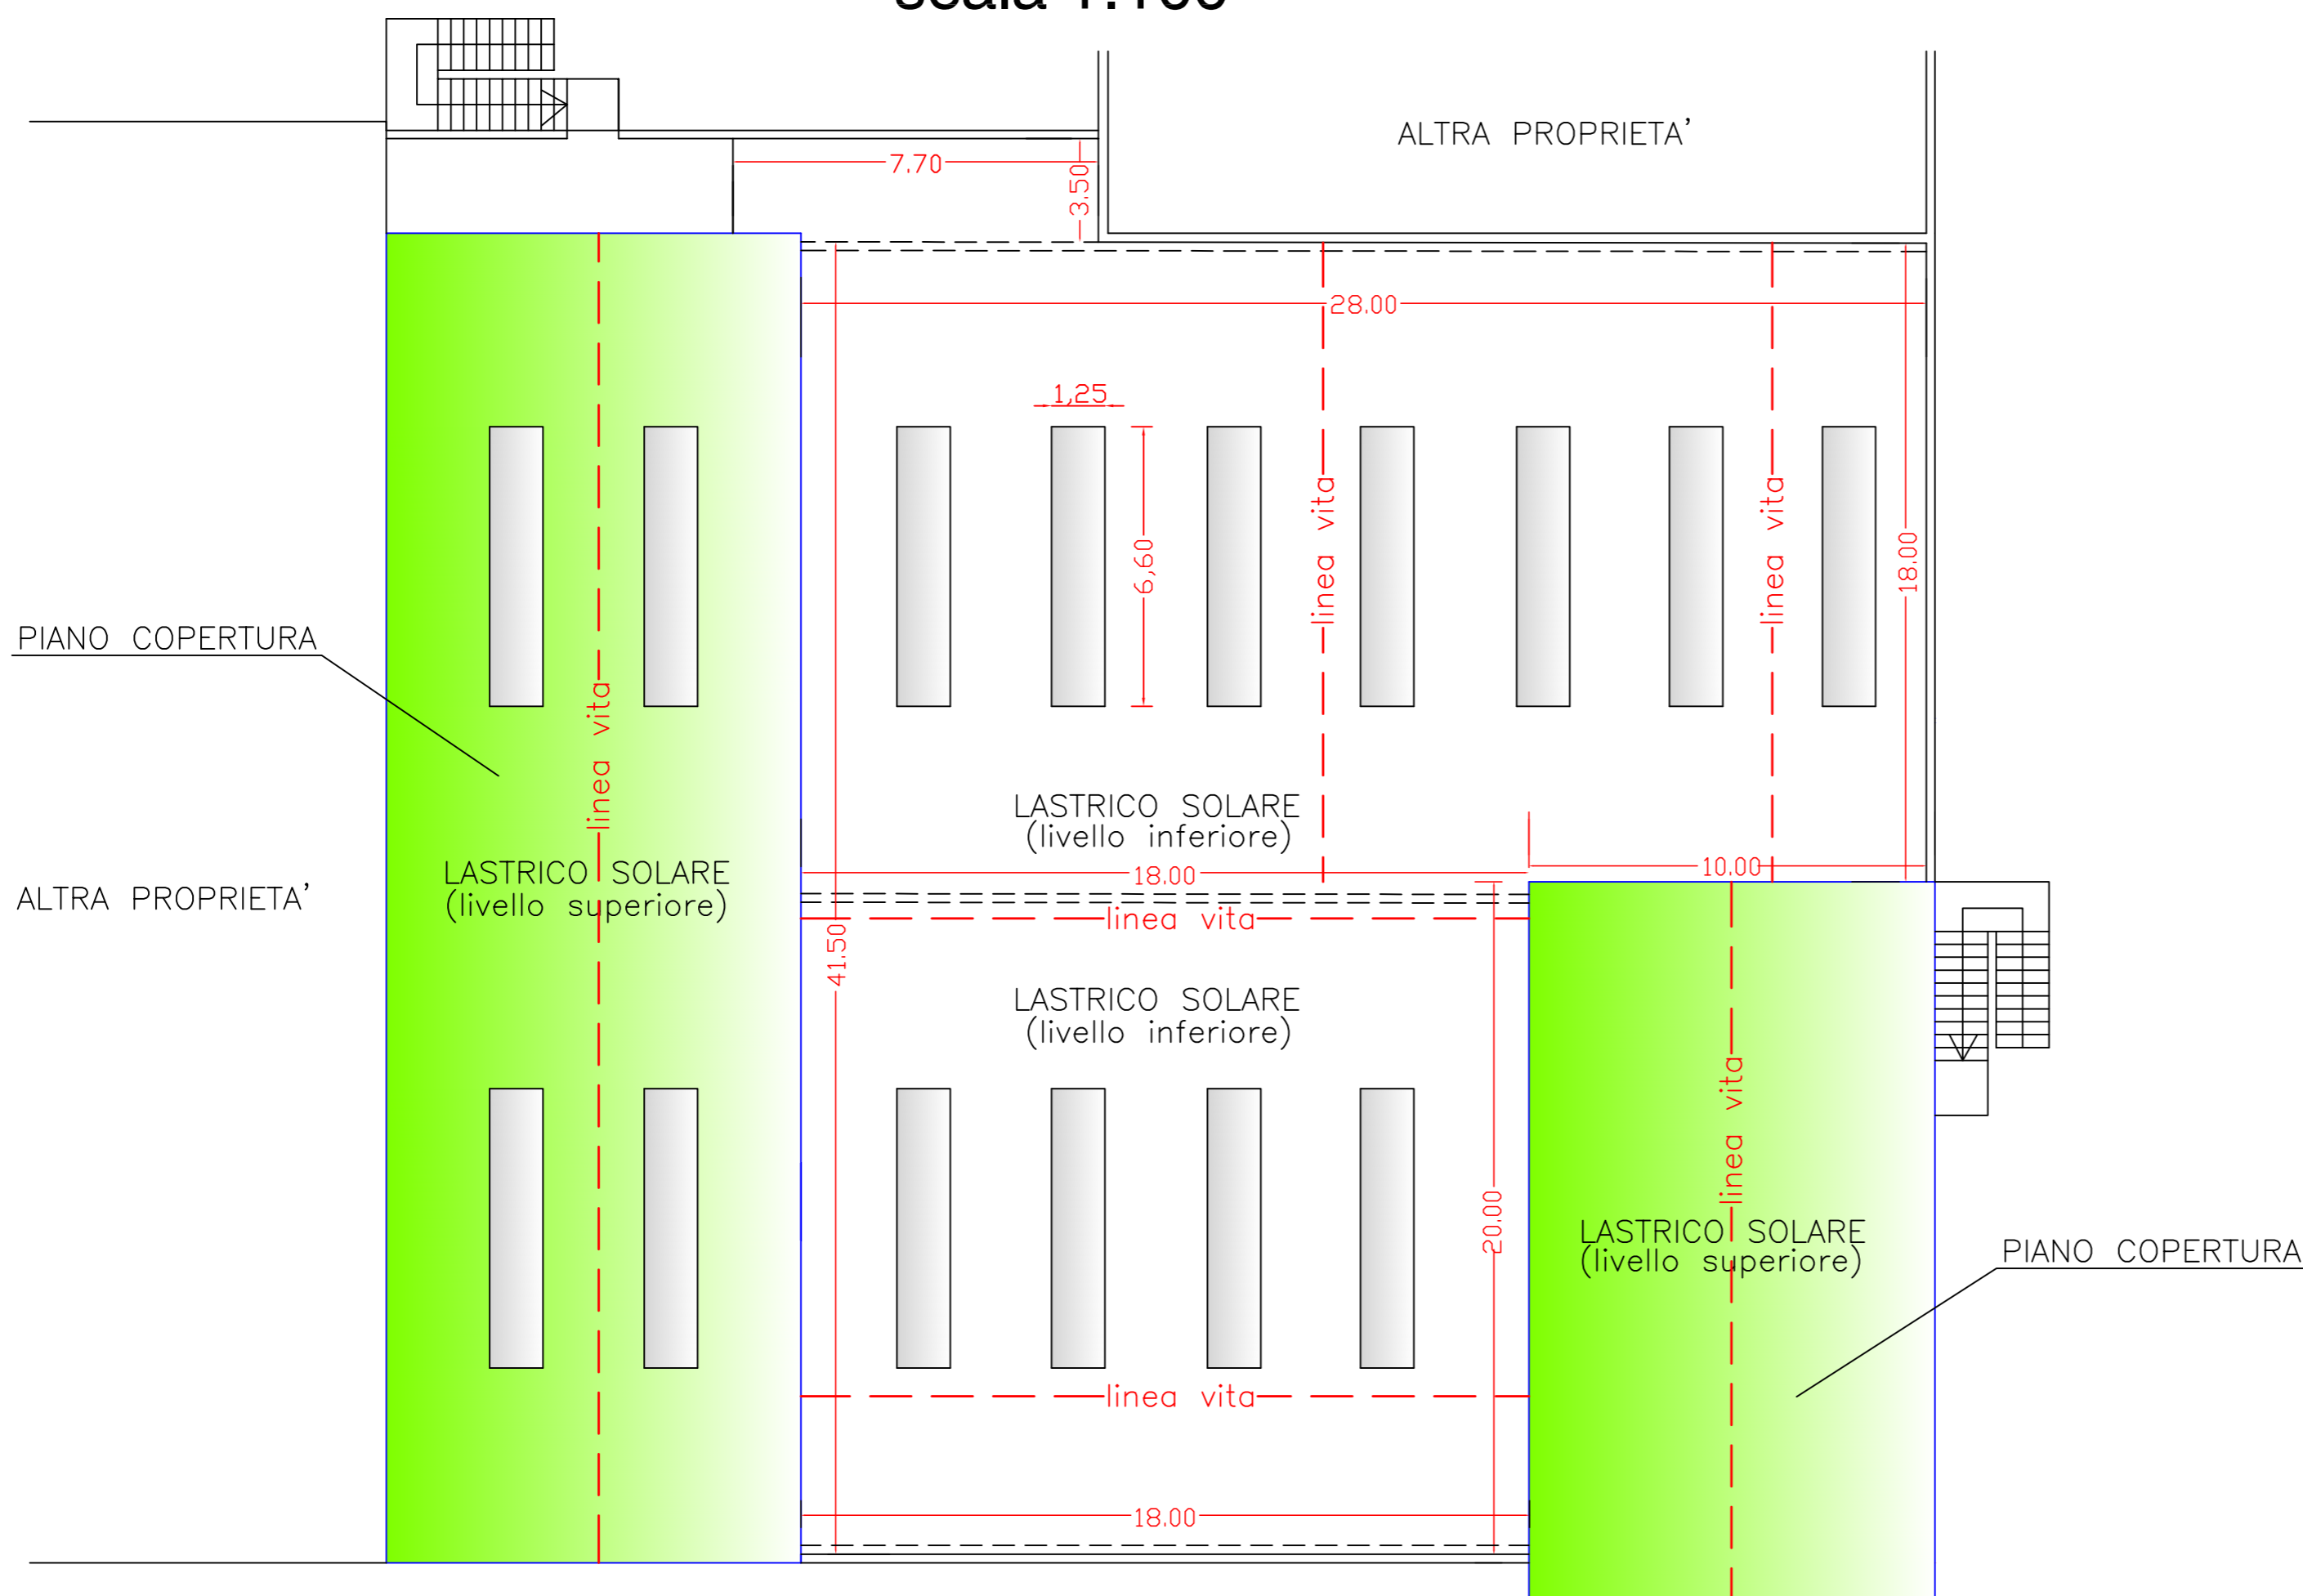 scala 1:100
ALTRA PROPRIETA'
7.70
3.50
28.00
1,25
6,60
linea vita
linea vita
18.00
PIANO COPERTURA
linea vita
LASTRICO SOLARE
(livello inferiore)
18.00
10.00
LASTRICO SOLARE
(livello superiore)
ALTRA PROPRIETA'
linea vita
41.50
LASTRICO SOLARE
(livello inferiore)
linea vita
20.00
LASTRICO SOLARE
(livello superiore)
PIANO COPERTURA
linea vita
18.00